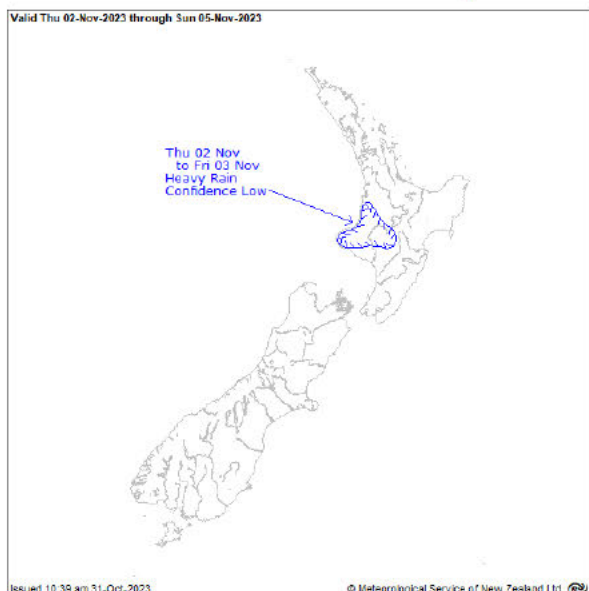 Valid Thu 02-Nov-2023 through Sun 05-Nov-2023
Thu 02 Nov
to Fri 03 Nov
Heavy Rain
Confidence Low
Issued 10:39 am 31-Oct-2023
© Meteorological Service of New Zealand Ltd.